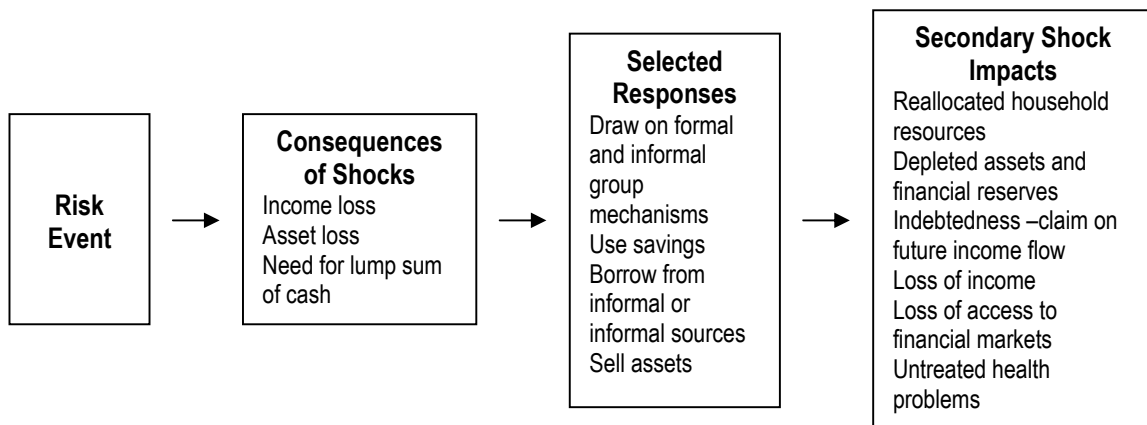 Risk
Event
Consequences
of Shocks
Income loss
Asset loss
Need for lump sum
of cash
Selected
Responses
Draw on formal
and informal
group
mechanisms
Use savings
Borrow from
informal or
informal sources
Sell assets
Secondary Shock
Impacts
Reallocated household
resources
Depleted assets and
financial reserves
Indebtedness –claim on
future income flow
Loss of income
Loss of access to
financial markets
Untreated health
problems